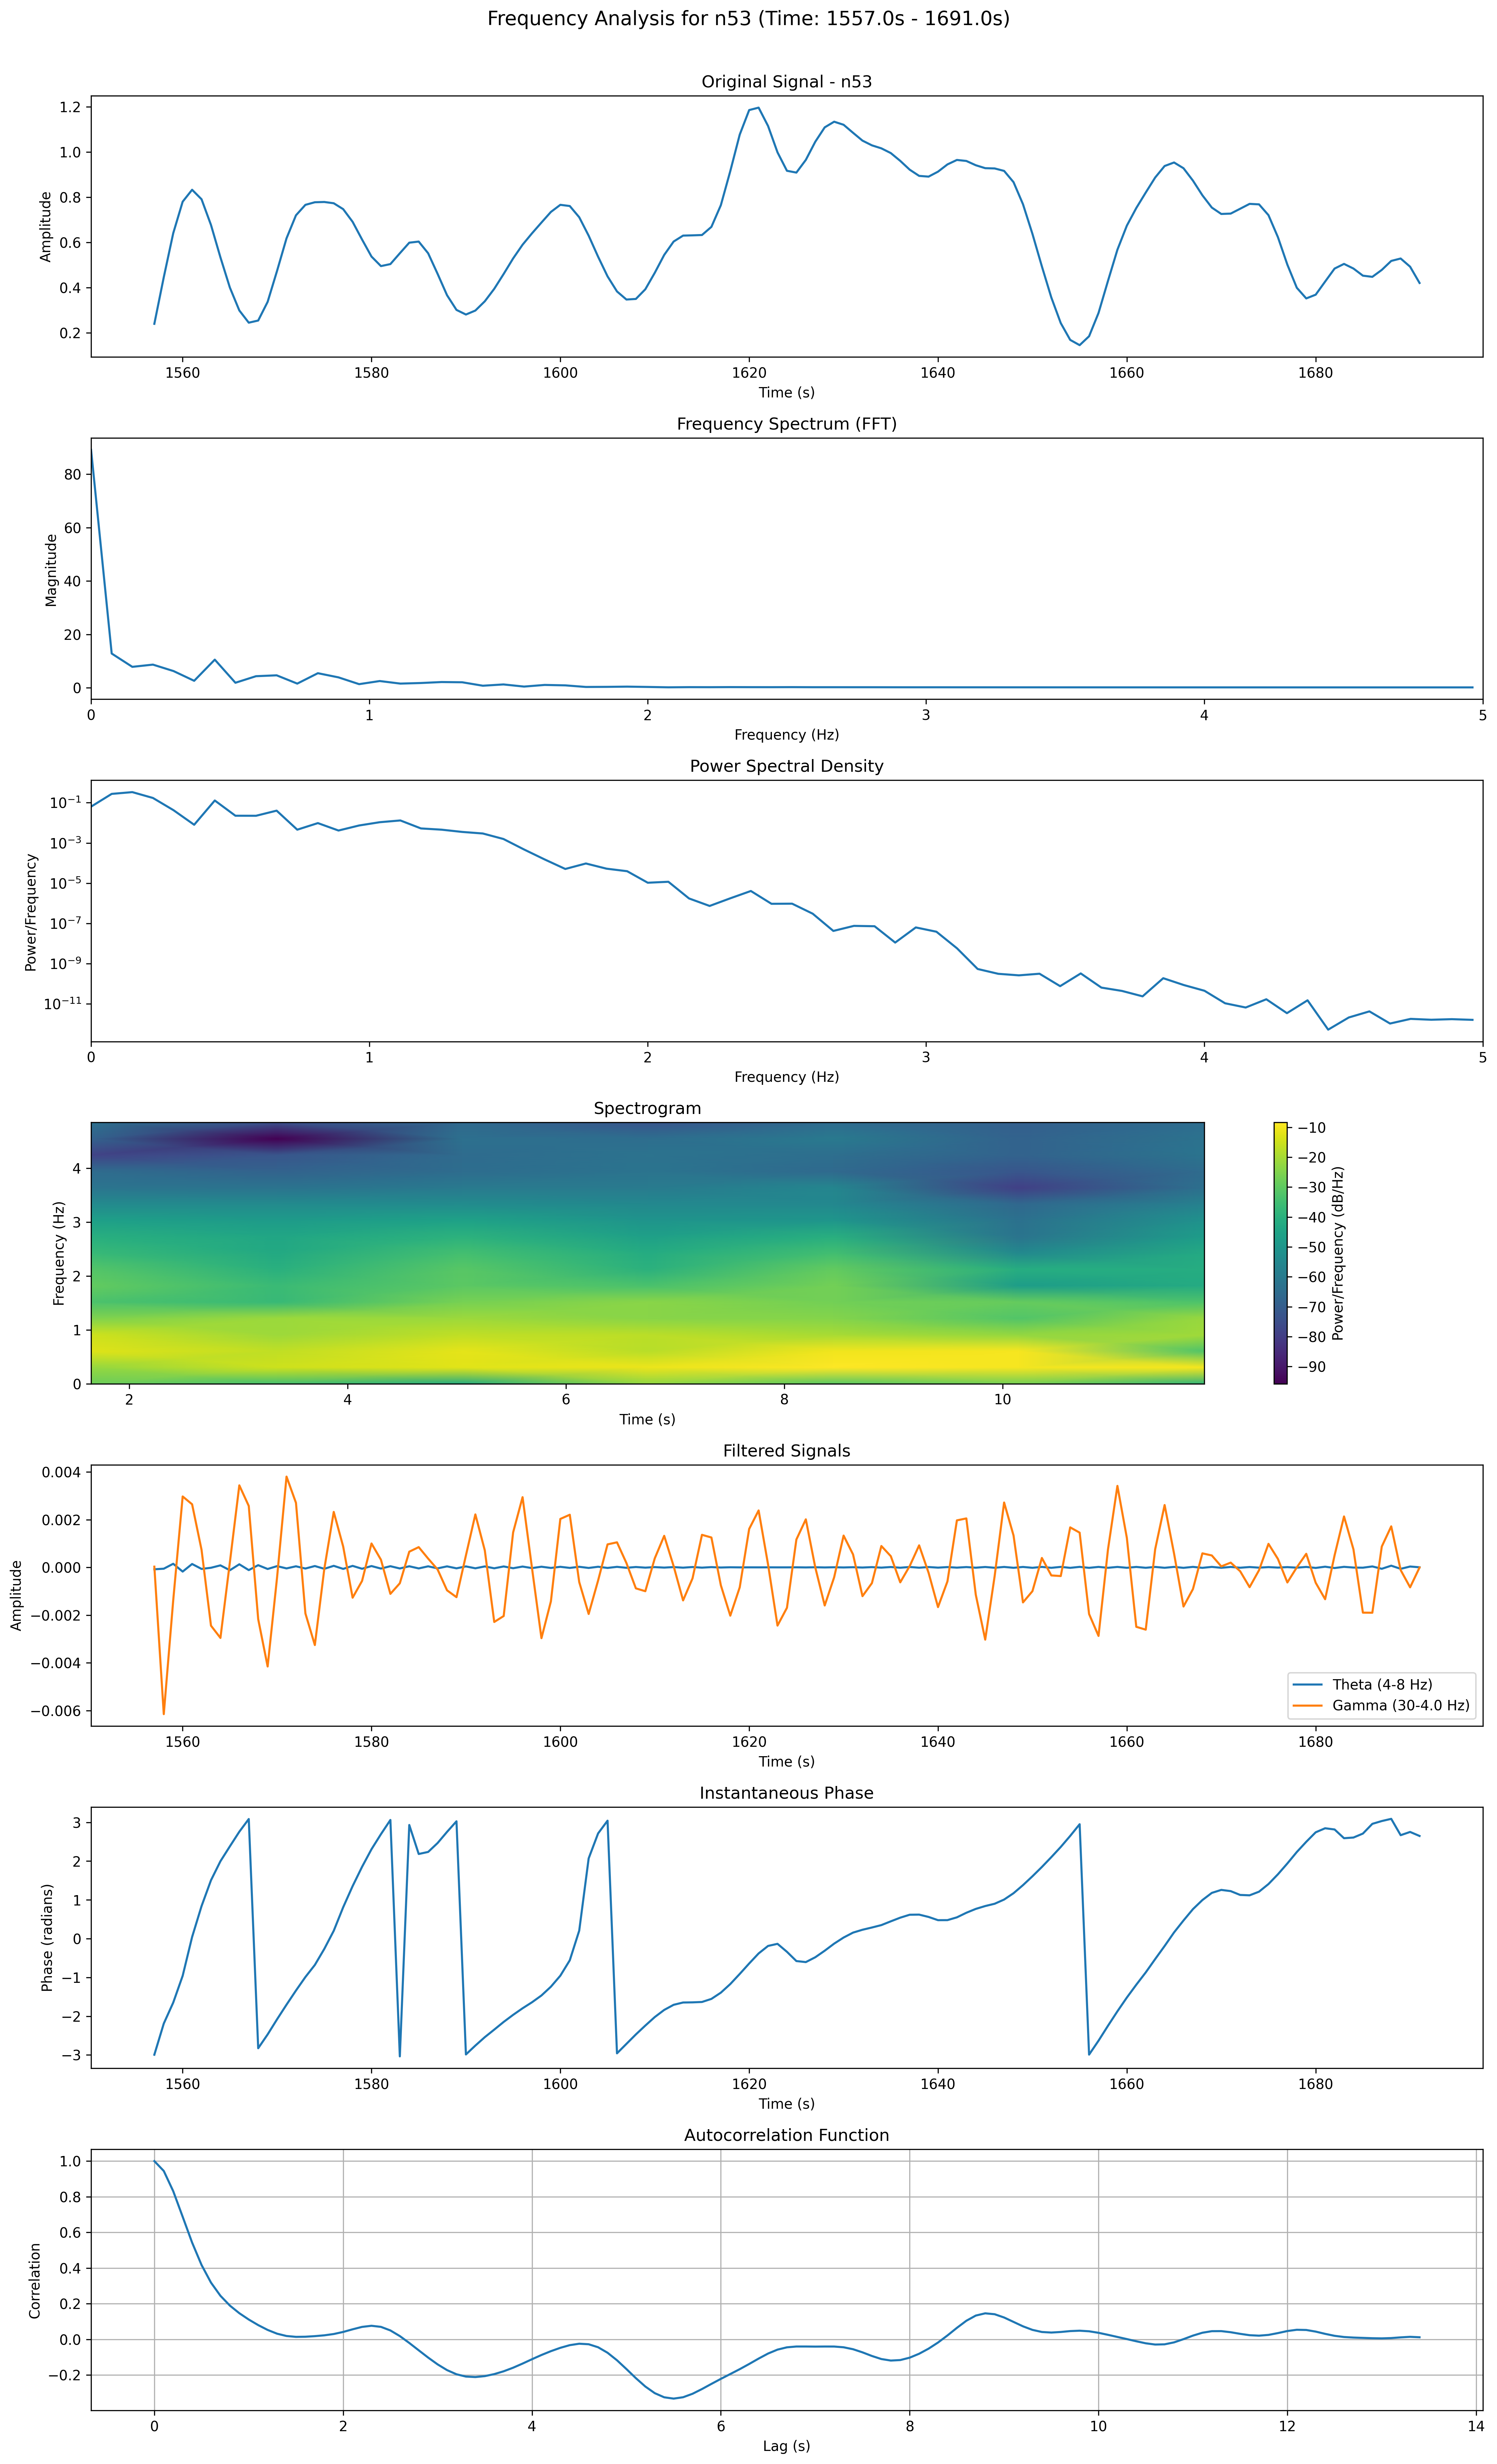 Frequency Analysis for n53 (Time: 1557.0s - 1691.0s)
Original Signal - n53
1.2
1.0
0.8
0.6
0.4
0.2
Amplitude
1560 1580 1600 1620 1640 1660 1680
Time (s)
Frequency Spectrum (FFT)
80
60
40
20
0
Magnitude
0 1 2 3 4 5
Frequency (Hz)
Power Spectral Density
10⁻¹
10⁻³
10⁻⁵
10⁻⁷
10⁻⁹
10⁻¹¹
Power/Frequency
0 1 2 3 4 5
Frequency (Hz)
Spectrogram
4
3
2
1
0
Frequency (Hz)
2 4 6 8 10
Time (s)
−10
−20
−30
−40
−50
−60
−70
−80
−90
Power/Frequency (dB/Hz)
Filtered Signals
0.004
0.002
0.000
−0.002
−0.004
−0.006
Amplitude
Theta (4-8 Hz)
Gamma (30-4.0 Hz)
1560 1580 1600 1620 1640 1660 1680
Time (s)
Instantaneous Phase
3
2
1
0
−1
−2
−3
Phase (radians)
1560 1580 1600 1620 1640 1660 1680
Time (s)
Autocorrelation Function
1.0
0.8
0.6
0.4
0.2
0.0
−0.2
Correlation
0 2 4 6 8 10 12 14
Lag (s)